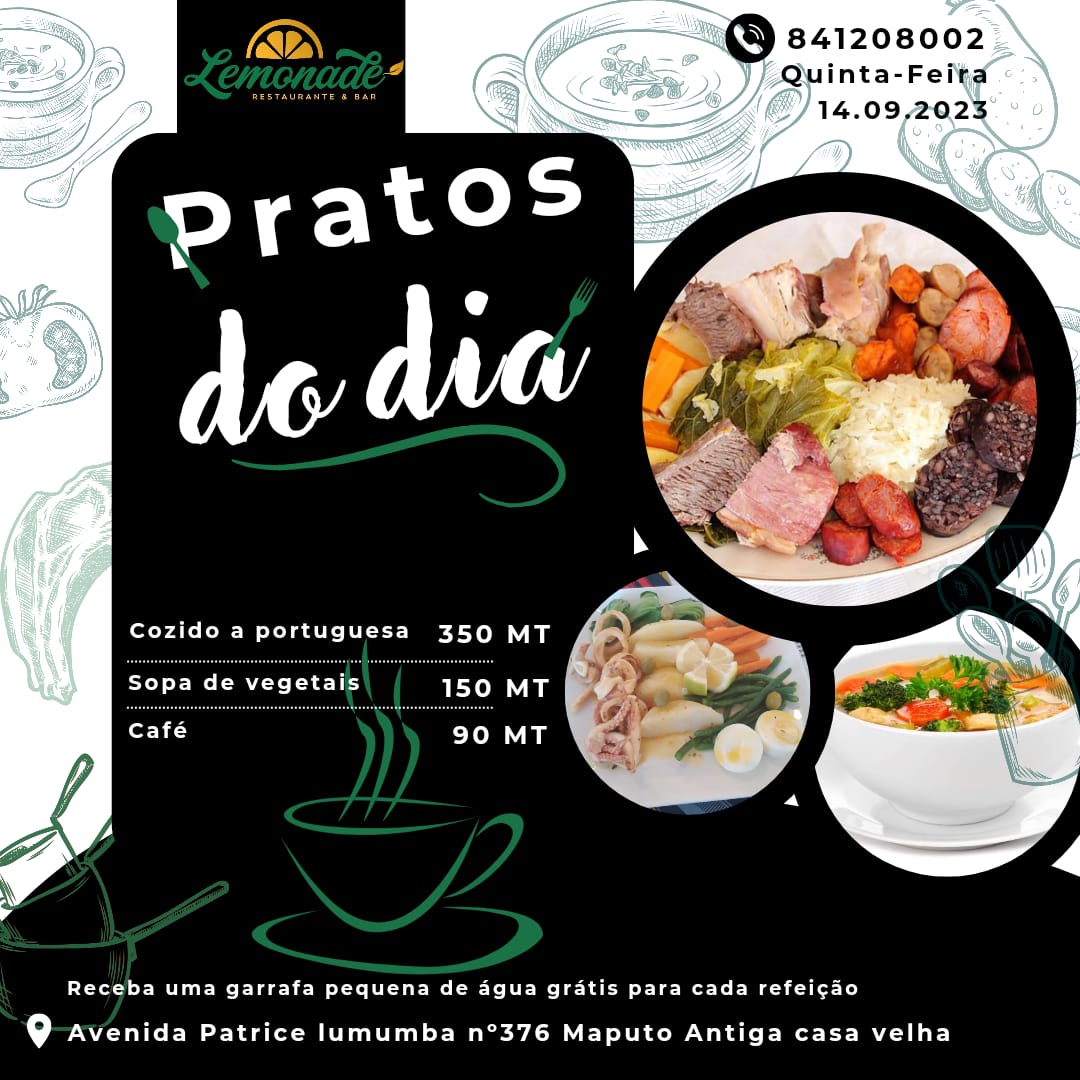 Lemonade
RESTAURANTE & BAR
841208002
Quinta-Feira
14.09.2023
Pratos
do dia
Cozido a portuguesa 350 MT
Sopa de vegetais 150 MT
Café 90 MT
Receba uma garrafa pequena de água grátis para cada refeição
Avenida Patrice lumumba nº376 Maputo Antiga casa velha